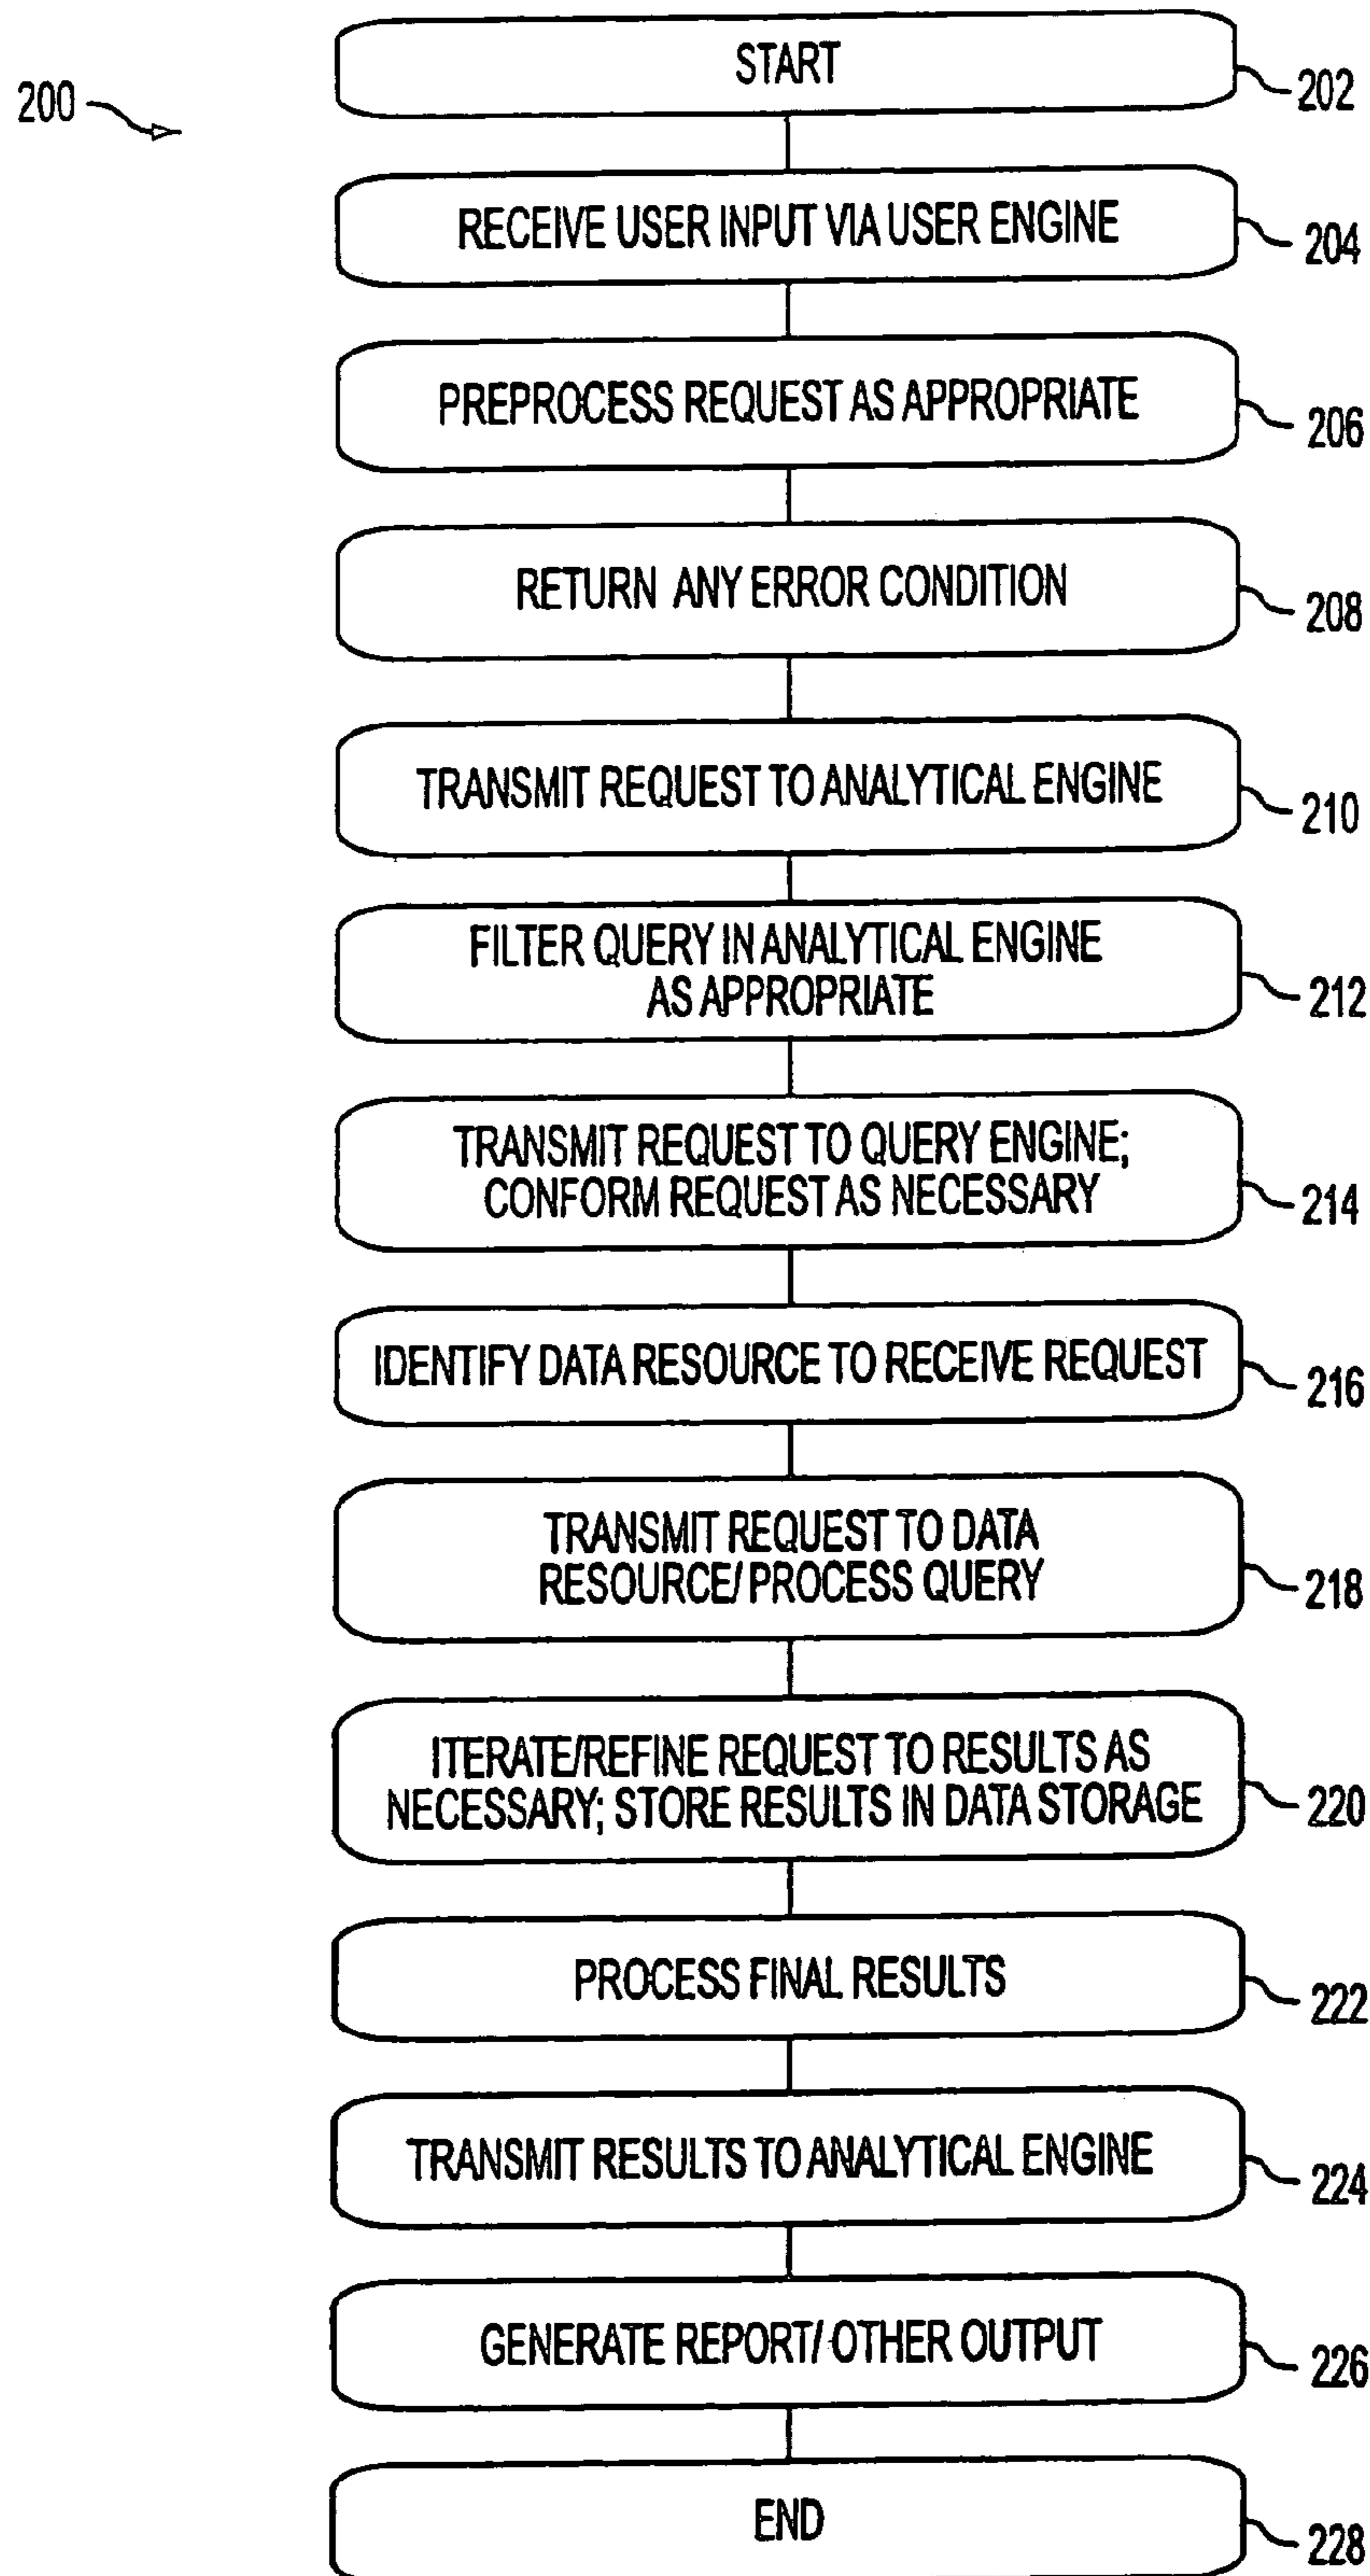 200
START
202
RECEIVE USER INPUT VIA USER ENGINE
204
PREPROCESS REQUEST AS APPROPRIATE
206
RETURN ANY ERROR CONDITION
208
TRANSMIT REQUEST TO ANALYTICAL ENGINE
210
FILTER QUERY IN ANALYTICAL ENGINE
AS APPROPRIATE
212
TRANSMIT REQUEST TO QUERY ENGINE;
CONFORM REQUEST AS NECESSARY
214
IDENTIFY DATA RESOURCE TO RECEIVE REQUEST
216
TRANSMIT REQUEST TO DATA
RESOURCE/ PROCESS QUERY
218
ITERATE/REFINE REQUEST TO RESULTS AS
NECESSARY; STORE RESULTS IN DATA STORAGE
220
PROCESS FINAL RESULTS
222
TRANSMIT RESULTS TO ANALYTICAL ENGINE
224
GENERATE REPORT/ OTHER OUTPUT
226
END
228